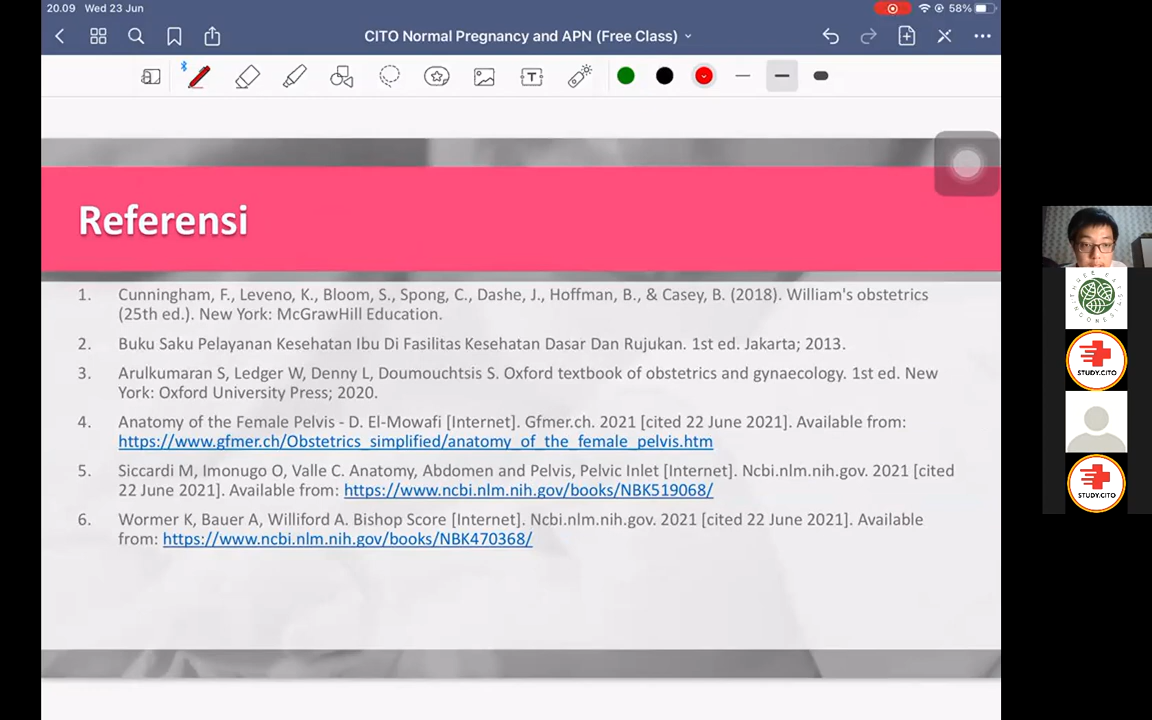 20.09 Wed 23 Jun
58%
CITO Normal Pregnancy and APN (Free Class)
T
Referensi
1. Cunningham, F., Leveno, K., Bloom, S., Spong, C., Dashe, J., Hoffman, B., & Casey, B. (2018). William's obstetrics
(25th ed.). New York: McGrawHill Education.
2. Buku Saku Pelayanan Kesehatan Ibu Di Fasilitas Kesehatan Dasar Dan Rujukan. 1st ed. Jakarta; 2013.
3. Arulkumaran S, Ledger W, Denny L, Doumouchtsis S. Oxford textbook of obstetrics and gynaecology. 1st ed. New
York: Oxford University Press; 2020.
4. Anatomy of the Female Pelvis - D. El-Mowafi [Internet]. Gfmer.ch. 2021 [cited 22 June 2021]. Available from:
https://www.gfmer.ch/Obstetrics_simplified/anatomy_of_the_female_pelvis.htm
5. Siccardi M, Imonugo O, Valle C. Anatomy, Abdomen and Pelvis, Pelvic Inlet [Internet]. Ncbi.nlm.nih.gov. 2021 [cited
22 June 2021]. Available from: https://www.ncbi.nlm.nih.gov/books/NBK519068/
6. Wormer K, Bauer A, Williford A. Bishop Score [Internet]. Ncbi.nlm.nih.gov. 2021 [cited 22 June 2021]. Available
from: https://www.ncbi.nlm.nih.gov/books/NBK470368/
STUDY.CITO
STUDY.CITO